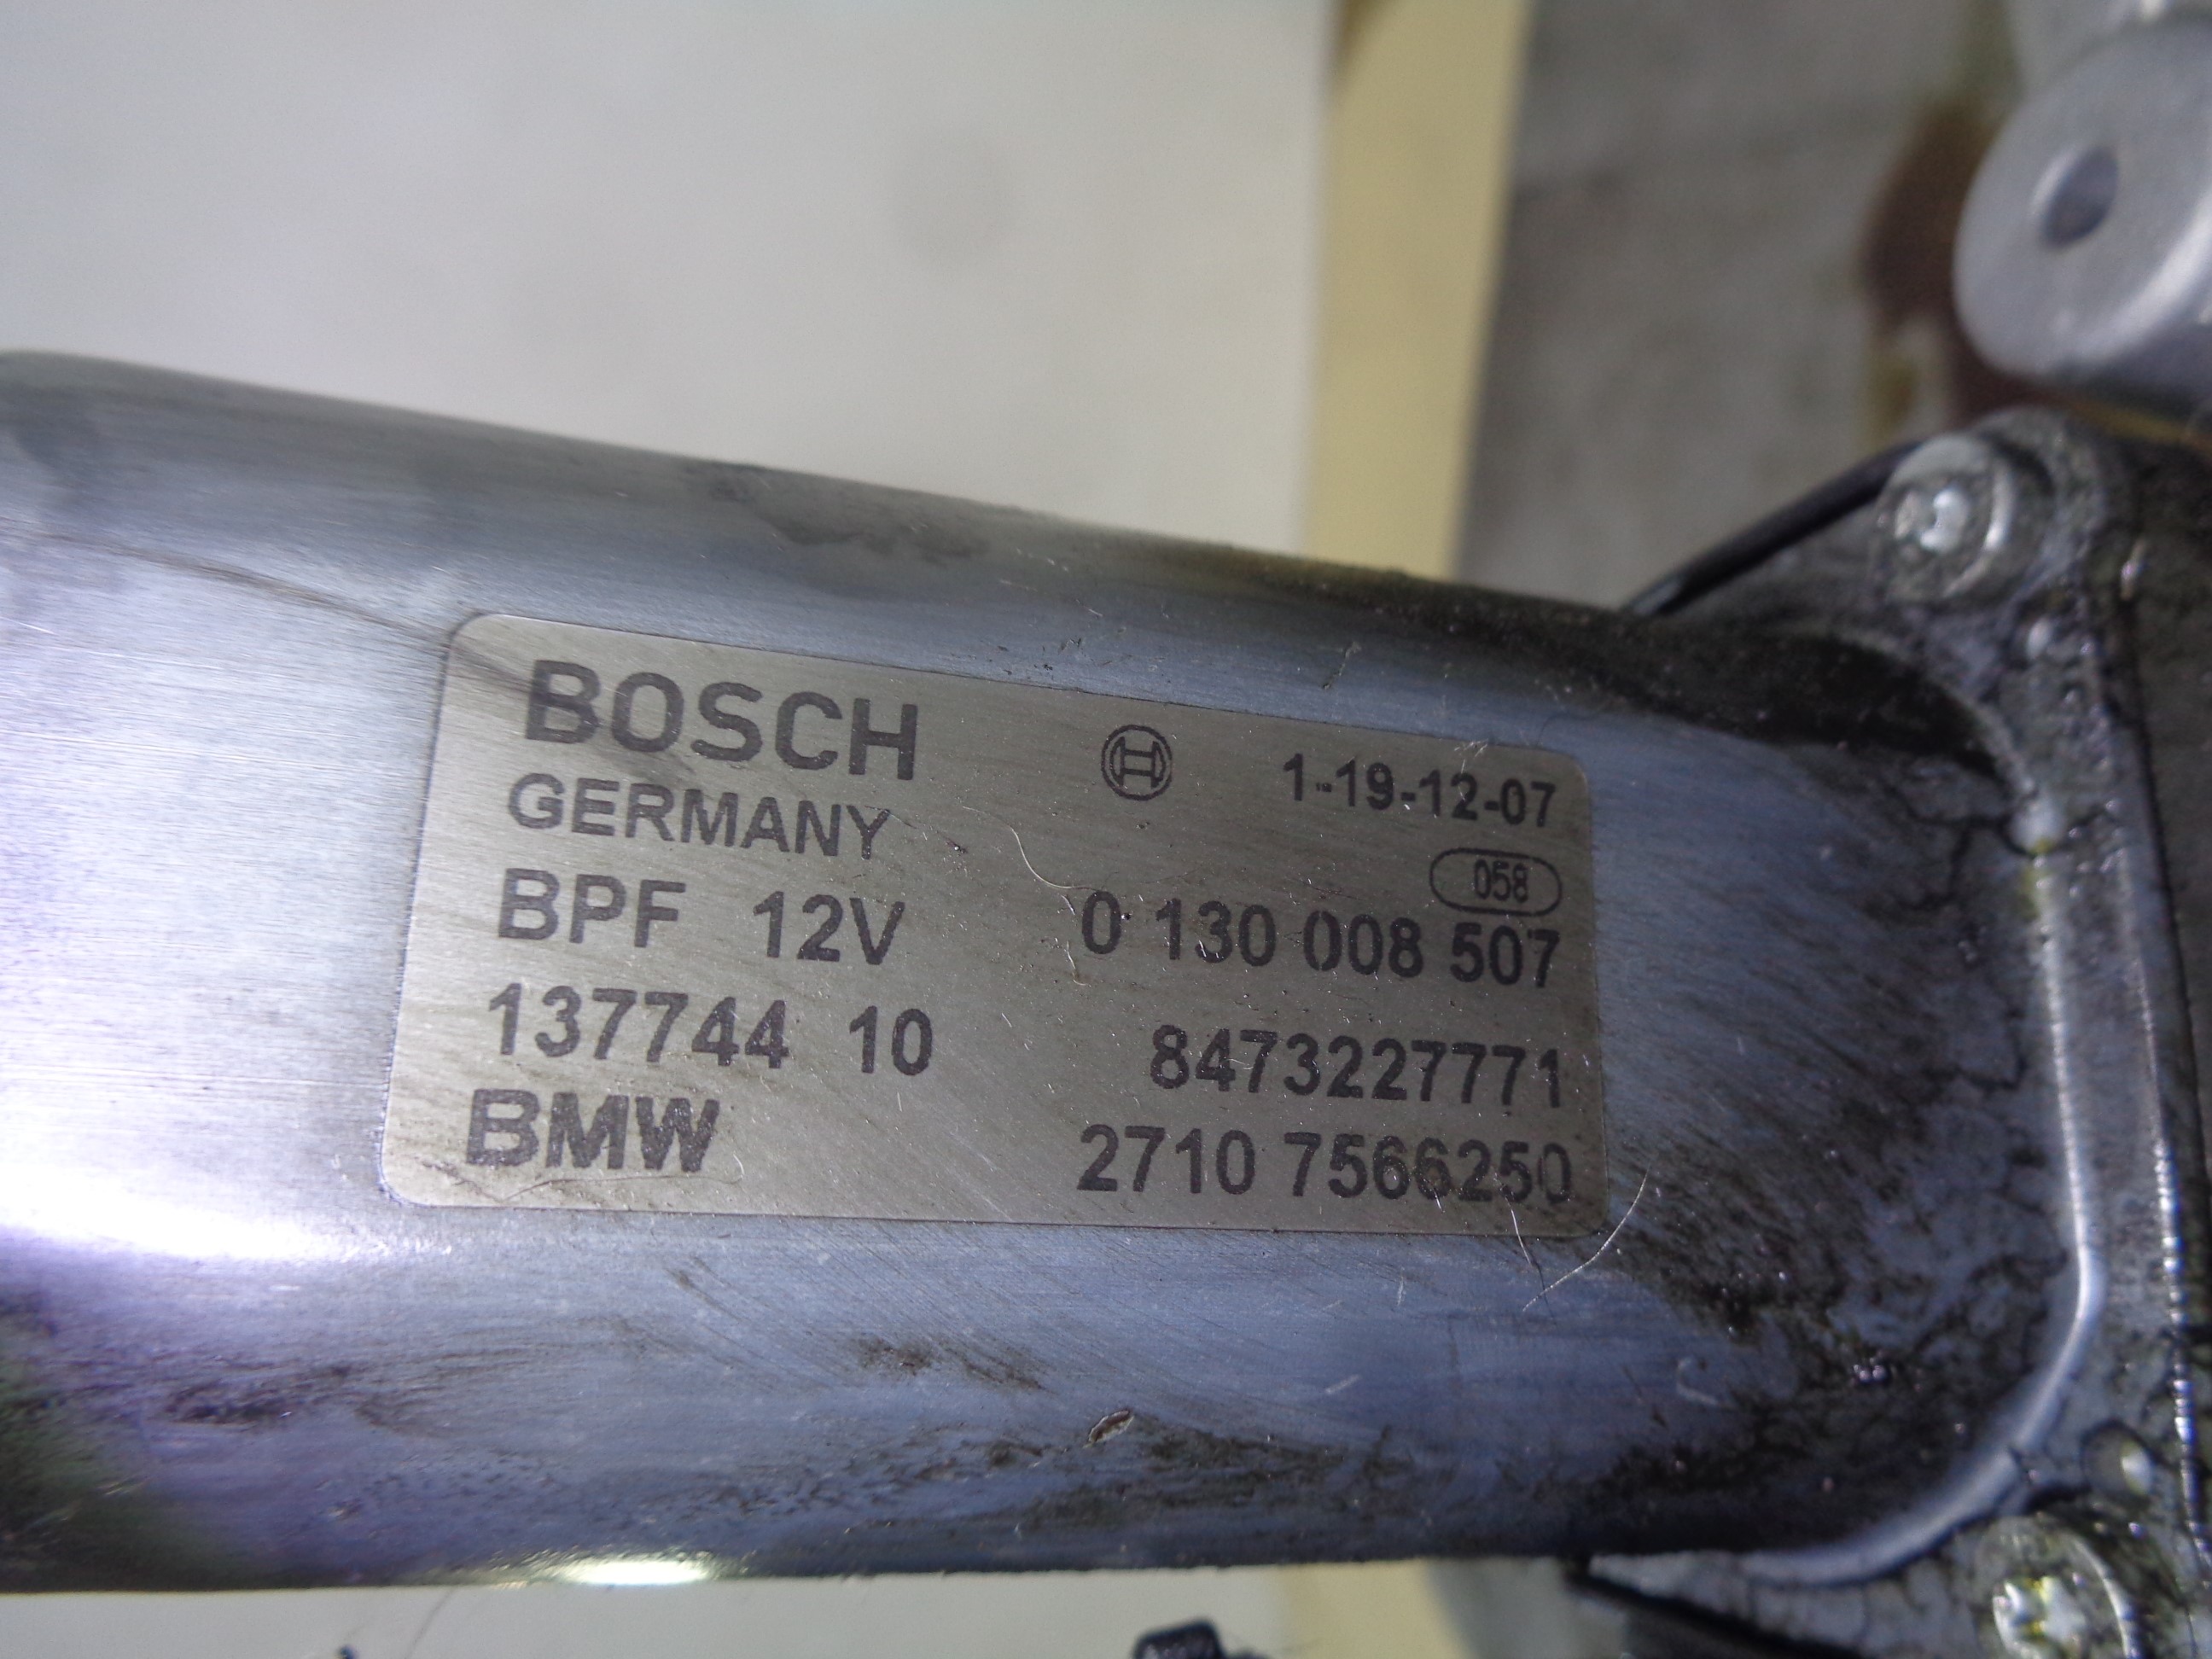 BOSCH 1-19-12-07
GERMANY
058
BPF 12V 0 130 008 507
137744 10 8473227771
BMW 2710 7566250